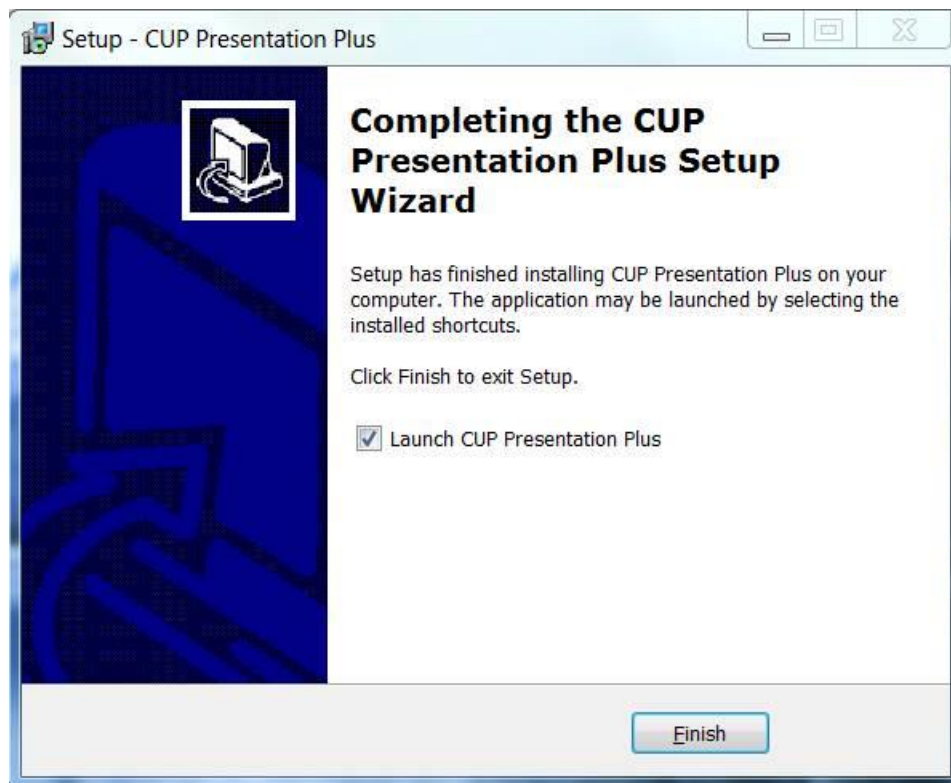 Setup - CUP Presentation Plus
Completing the CUP
Presentation Plus Setup
Wizard
Setup has finished installing CUP Presentation Plus on your
computer. The application may be launched by selecting the
installed shortcuts.
Click Finish to exit Setup.
Launch CUP Presentation Plus
Finish